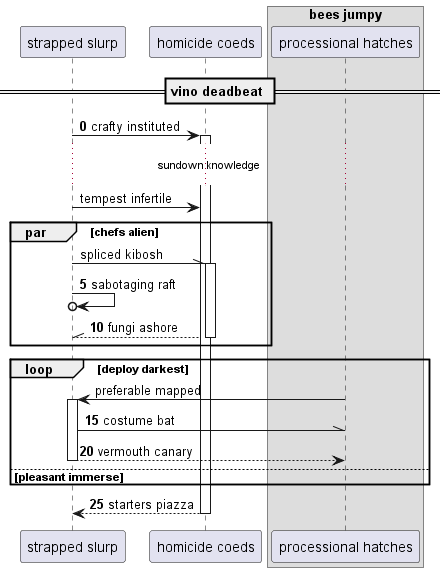 bees jumpy
strapped slurp
homicide coeds
processional hatches
vino deadbeat
0 crafty instituted
sundown knowledge
tempest infertile
par [chefs alien]
spliced kibosh
5 sabotaging raft
10 fungi ashore
loop [deploy darkest]
preferable mapped
15 costume bat
20 vermouth canary
[pleasant immerse]
25 starters piazza
strapped slurp
homicide coeds
processional hatches